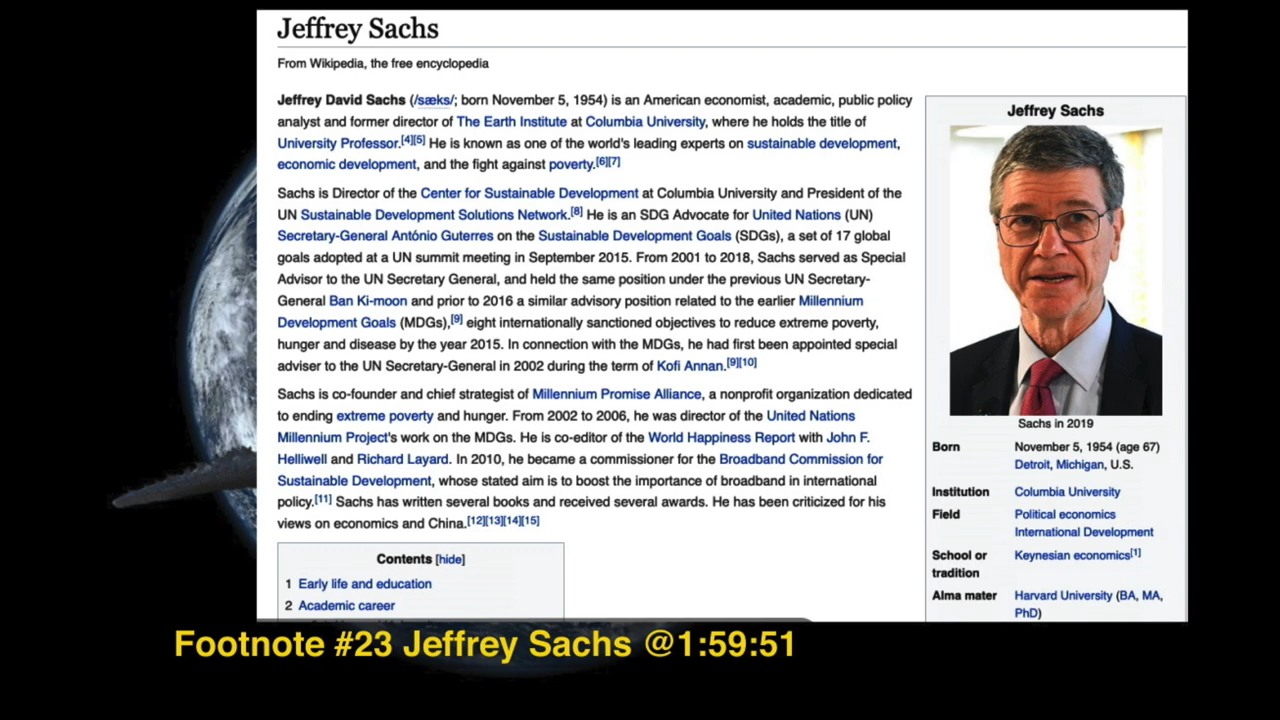 Jeffrey Sachs
From Wikipedia, the free encyclopedia
Jeffrey David Sachs (/sæks/; born November 5, 1954) is an American economist, academic, public policy
analyst and former director of The Earth Institute at Columbia University, where he holds the title of
University Professor.[4][5] He is known as one of the world's leading experts on sustainable development,
economic development, and the fight against poverty.[6][7]
Sachs is Director of the Center for Sustainable Development at Columbia University and President of the
UN Sustainable Development Solutions Network.[8] He is an SDG Advocate for United Nations (UN)
Secretary-General António Guterres on the Sustainable Development Goals (SDGs), a set of 17 global
goals adopted at a UN summit meeting in September 2015. From 2001 to 2018, Sachs served as Special
Advisor to the UN Secretary General, and held the same position under the previous UN Secretary-
General Ban Ki-moon and prior to 2016 a similar advisory position related to the earlier Millennium
Development Goals (MDGs),[9] eight internationally sanctioned objectives to reduce extreme poverty,
hunger and disease by the year 2015. In connection with the MDGs, he had first been appointed special
adviser to the UN Secretary-General in 2002 during the term of Kofi Annan.[9][10]
Sachs is co-founder and chief strategist of Millennium Promise Alliance, a nonprofit organization dedicated
to ending extreme poverty and hunger. From 2002 to 2006, he was director of the United Nations
Millennium Project's work on the MDGs. He is co-editor of the World Happiness Report with John F.
Helliwell and Richard Layard. In 2010, he became a commissioner for the Broadband Commission for
Sustainable Development, whose stated aim is to boost the importance of broadband in international
policy.[11] Sachs has written several books and received several awards. He has been criticized for his
views on economics and China.[12][13][14][15]
Contents [hide]
1 Early life and education
2 Academic career
Jeffrey Sachs
Sachs in 2019
Born November 5, 1954 (age 67)
Detroit, Michigan, U.S.
Institution Columbia University
Field Political economics
International Development
School or Keynesian economics[1]
tradition
Alma mater Harvard University (BA, MA,
PhD)
Footnote #23 Jeffrey Sachs @1:59:51